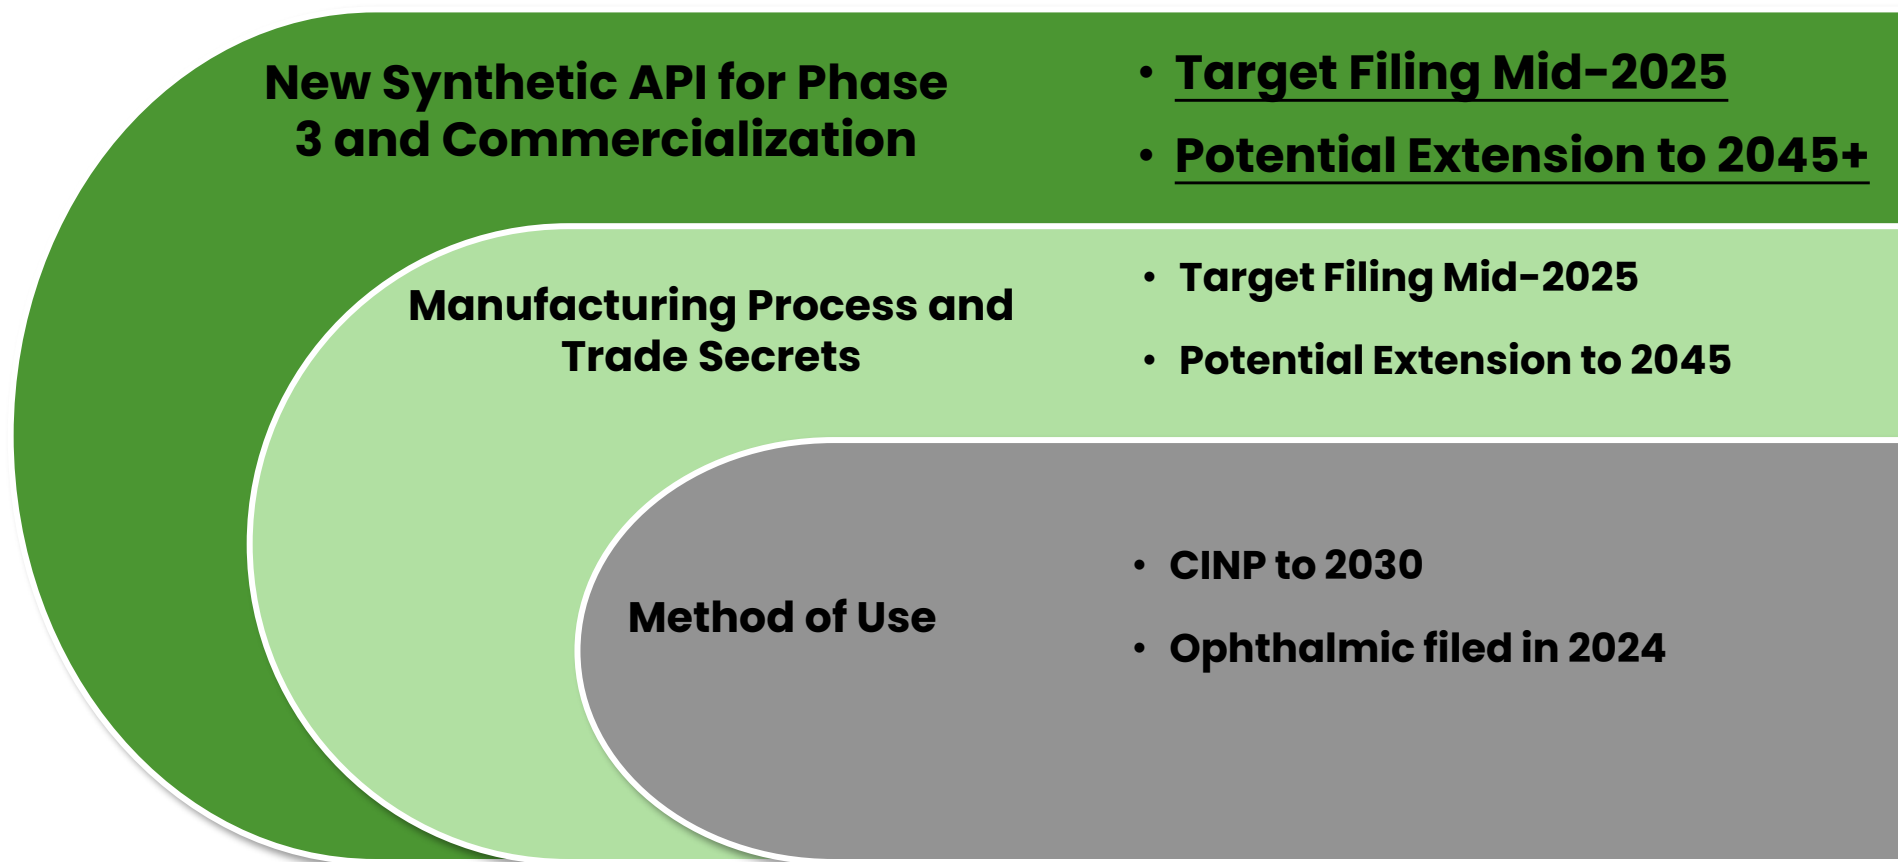 New Synthetic API for Phase
3 and Commercialization
• Target Filing Mid-2025
• Potential Extension to 2045+
Manufacturing Process and
Trade Secrets
• Target Filing Mid-2025
• Potential Extension to 2045
Method of Use
• CINP to 2030
• Ophthalmic filed in 2024